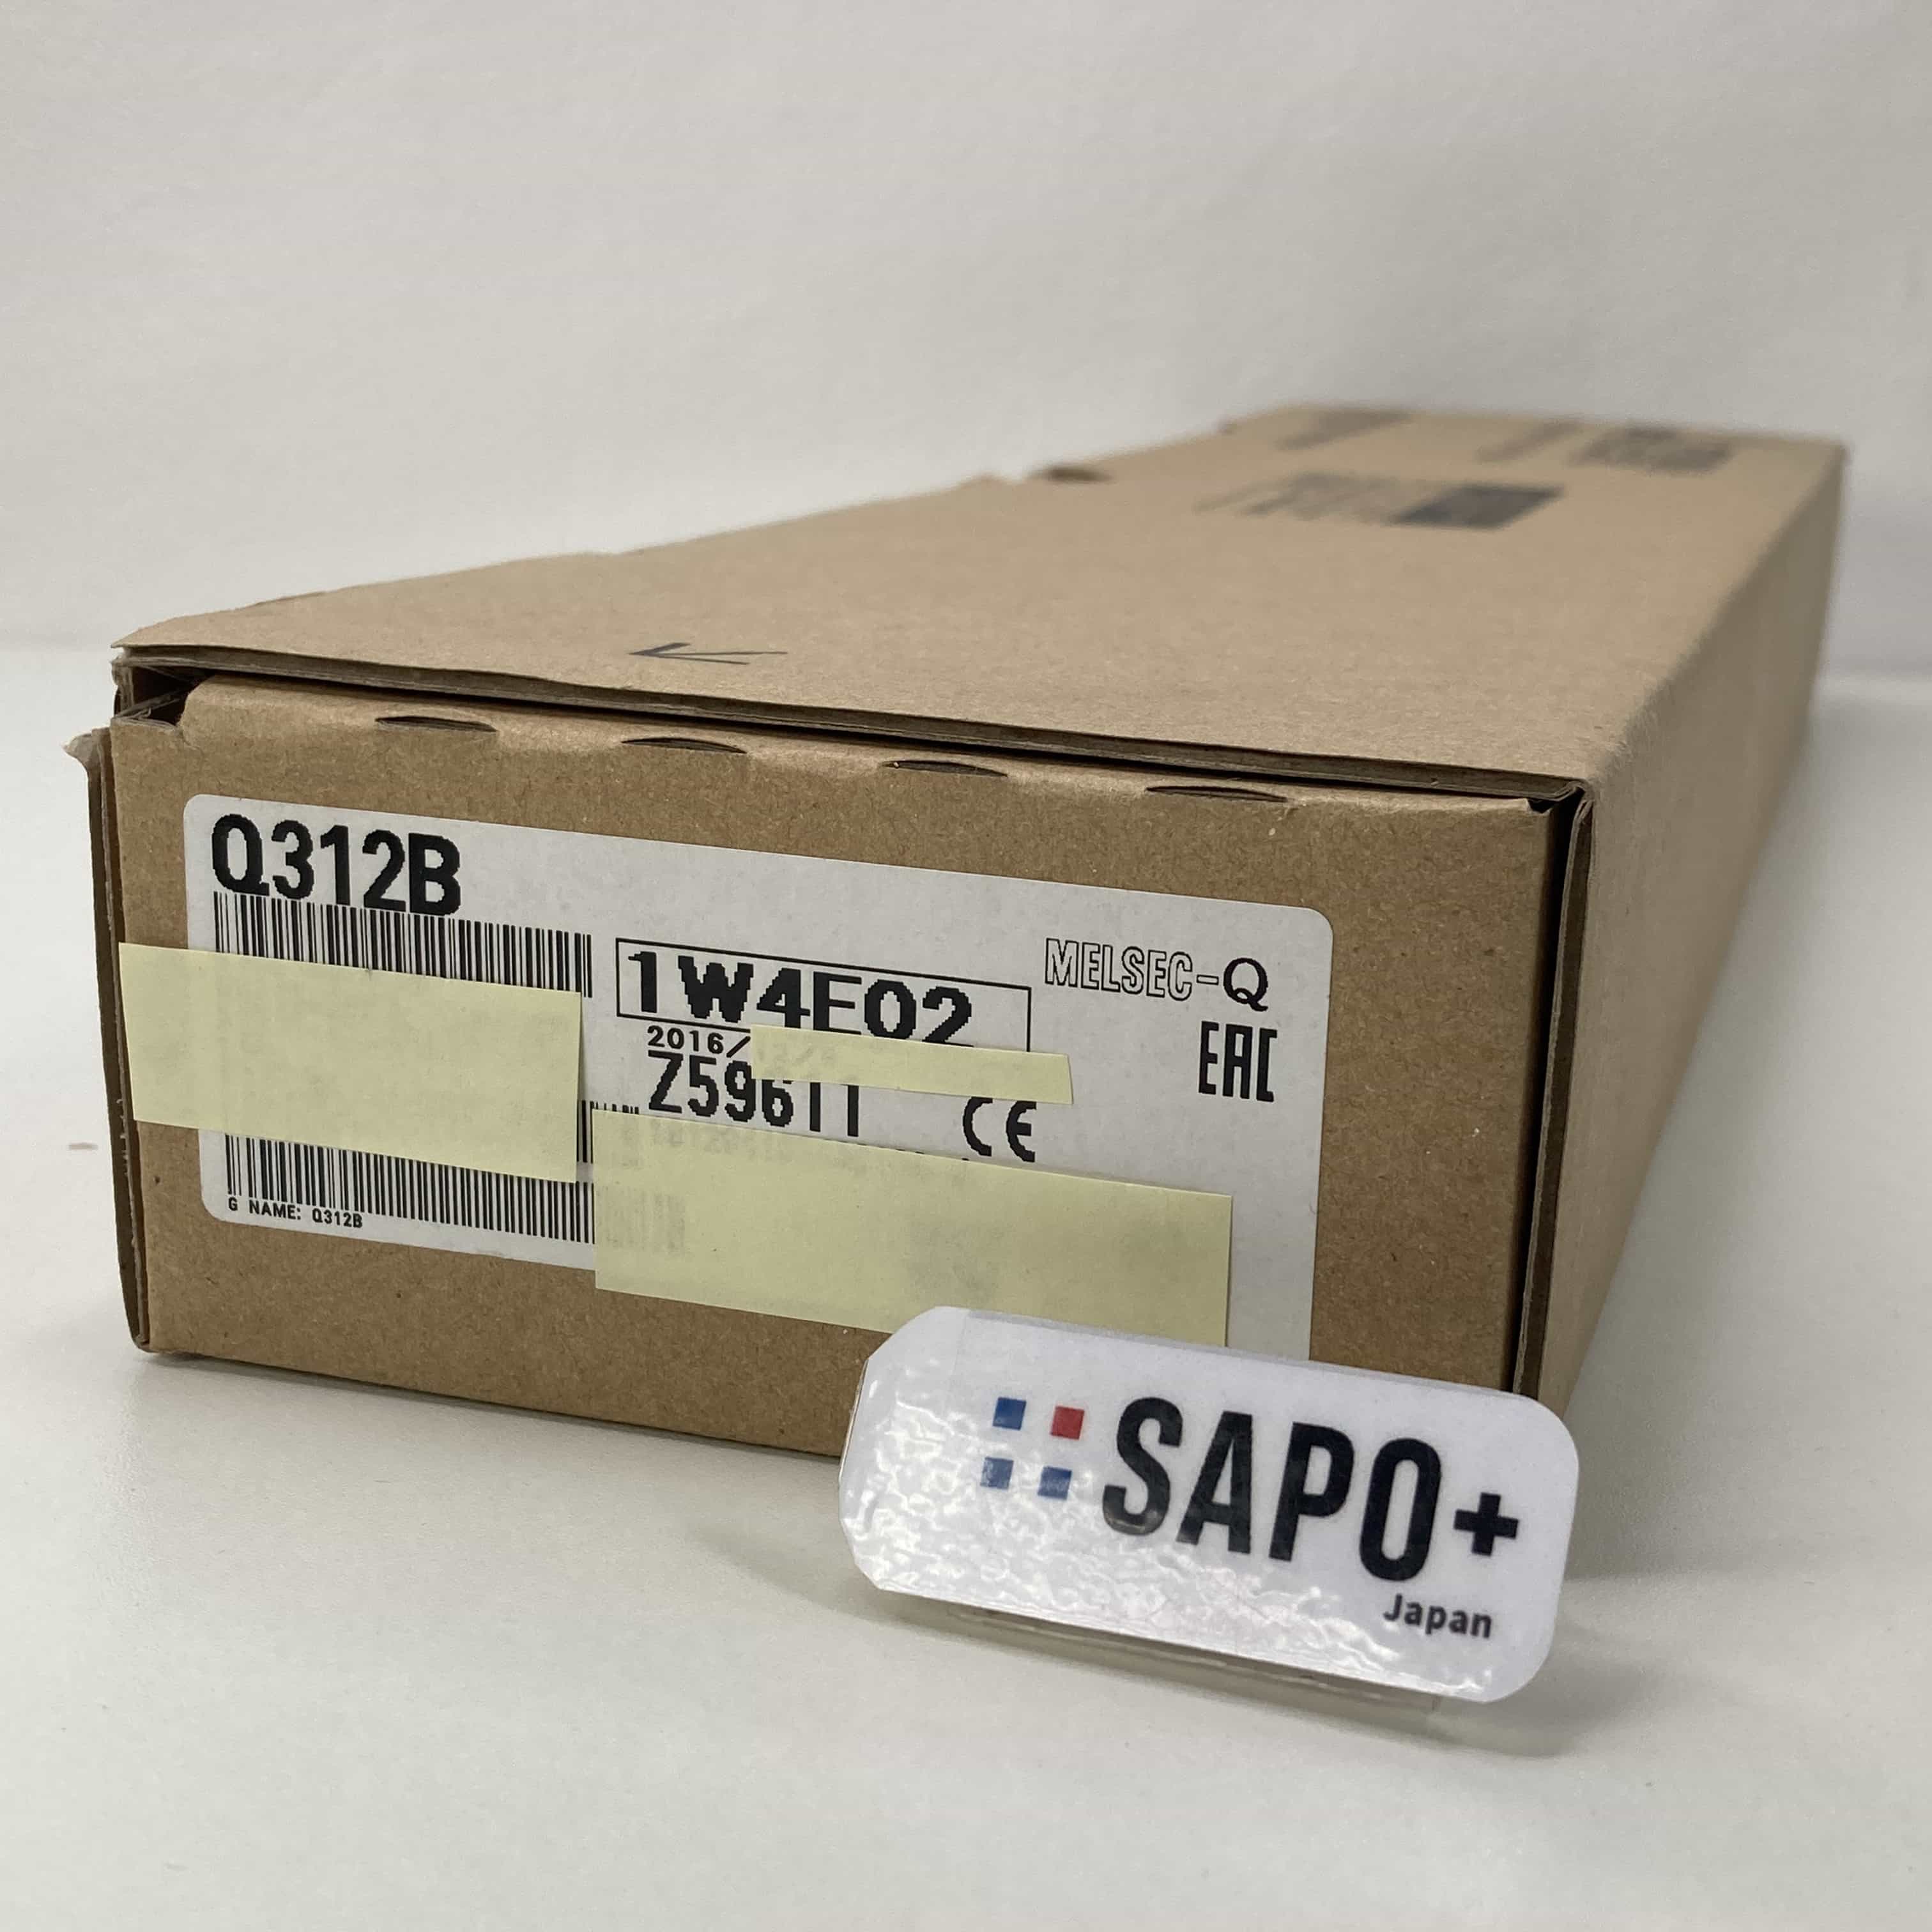 Q312B
1W4E02
MELSEC-Q
2016/
EAC
Z59611
CE
G NAME: Q312B
SAPO+
Japan